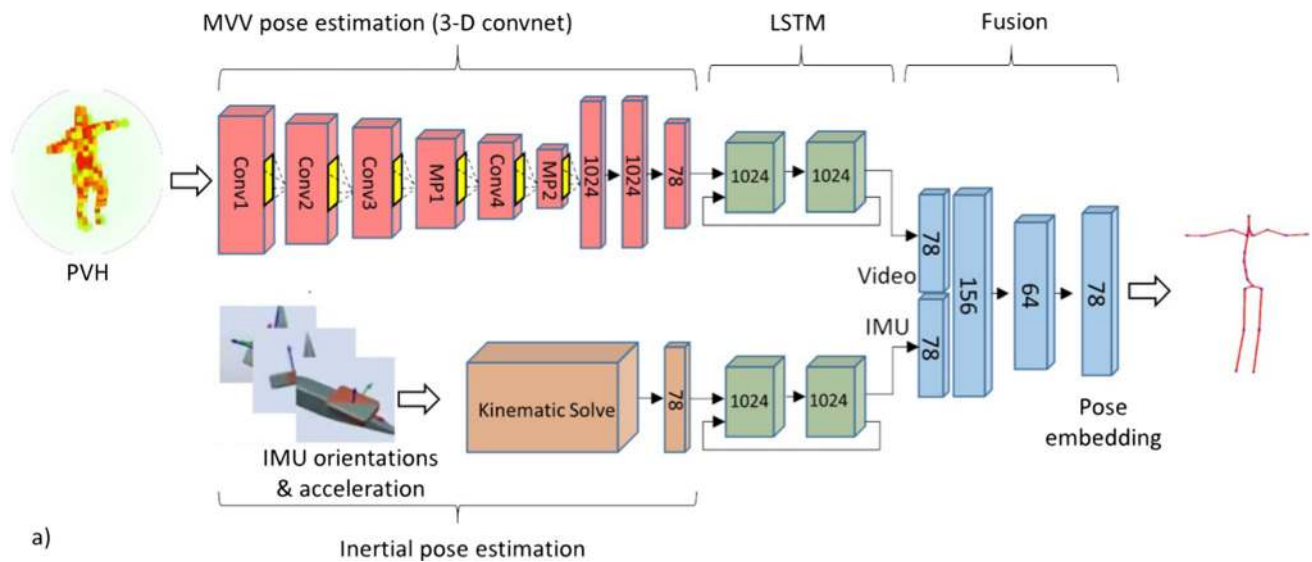 MVV pose estimation (3-D convnet)
LSTM
Fusion
PVH
Conv1
Conv2
Conv3
MP1
Conv4
MP2
1024
1024
78
1024
1024
78
Video
156
64
78
IMU
78
Kinematic Solve
78
1024
1024
IMU orientations
& acceleration
Pose
embedding
a)
Inertial pose estimation